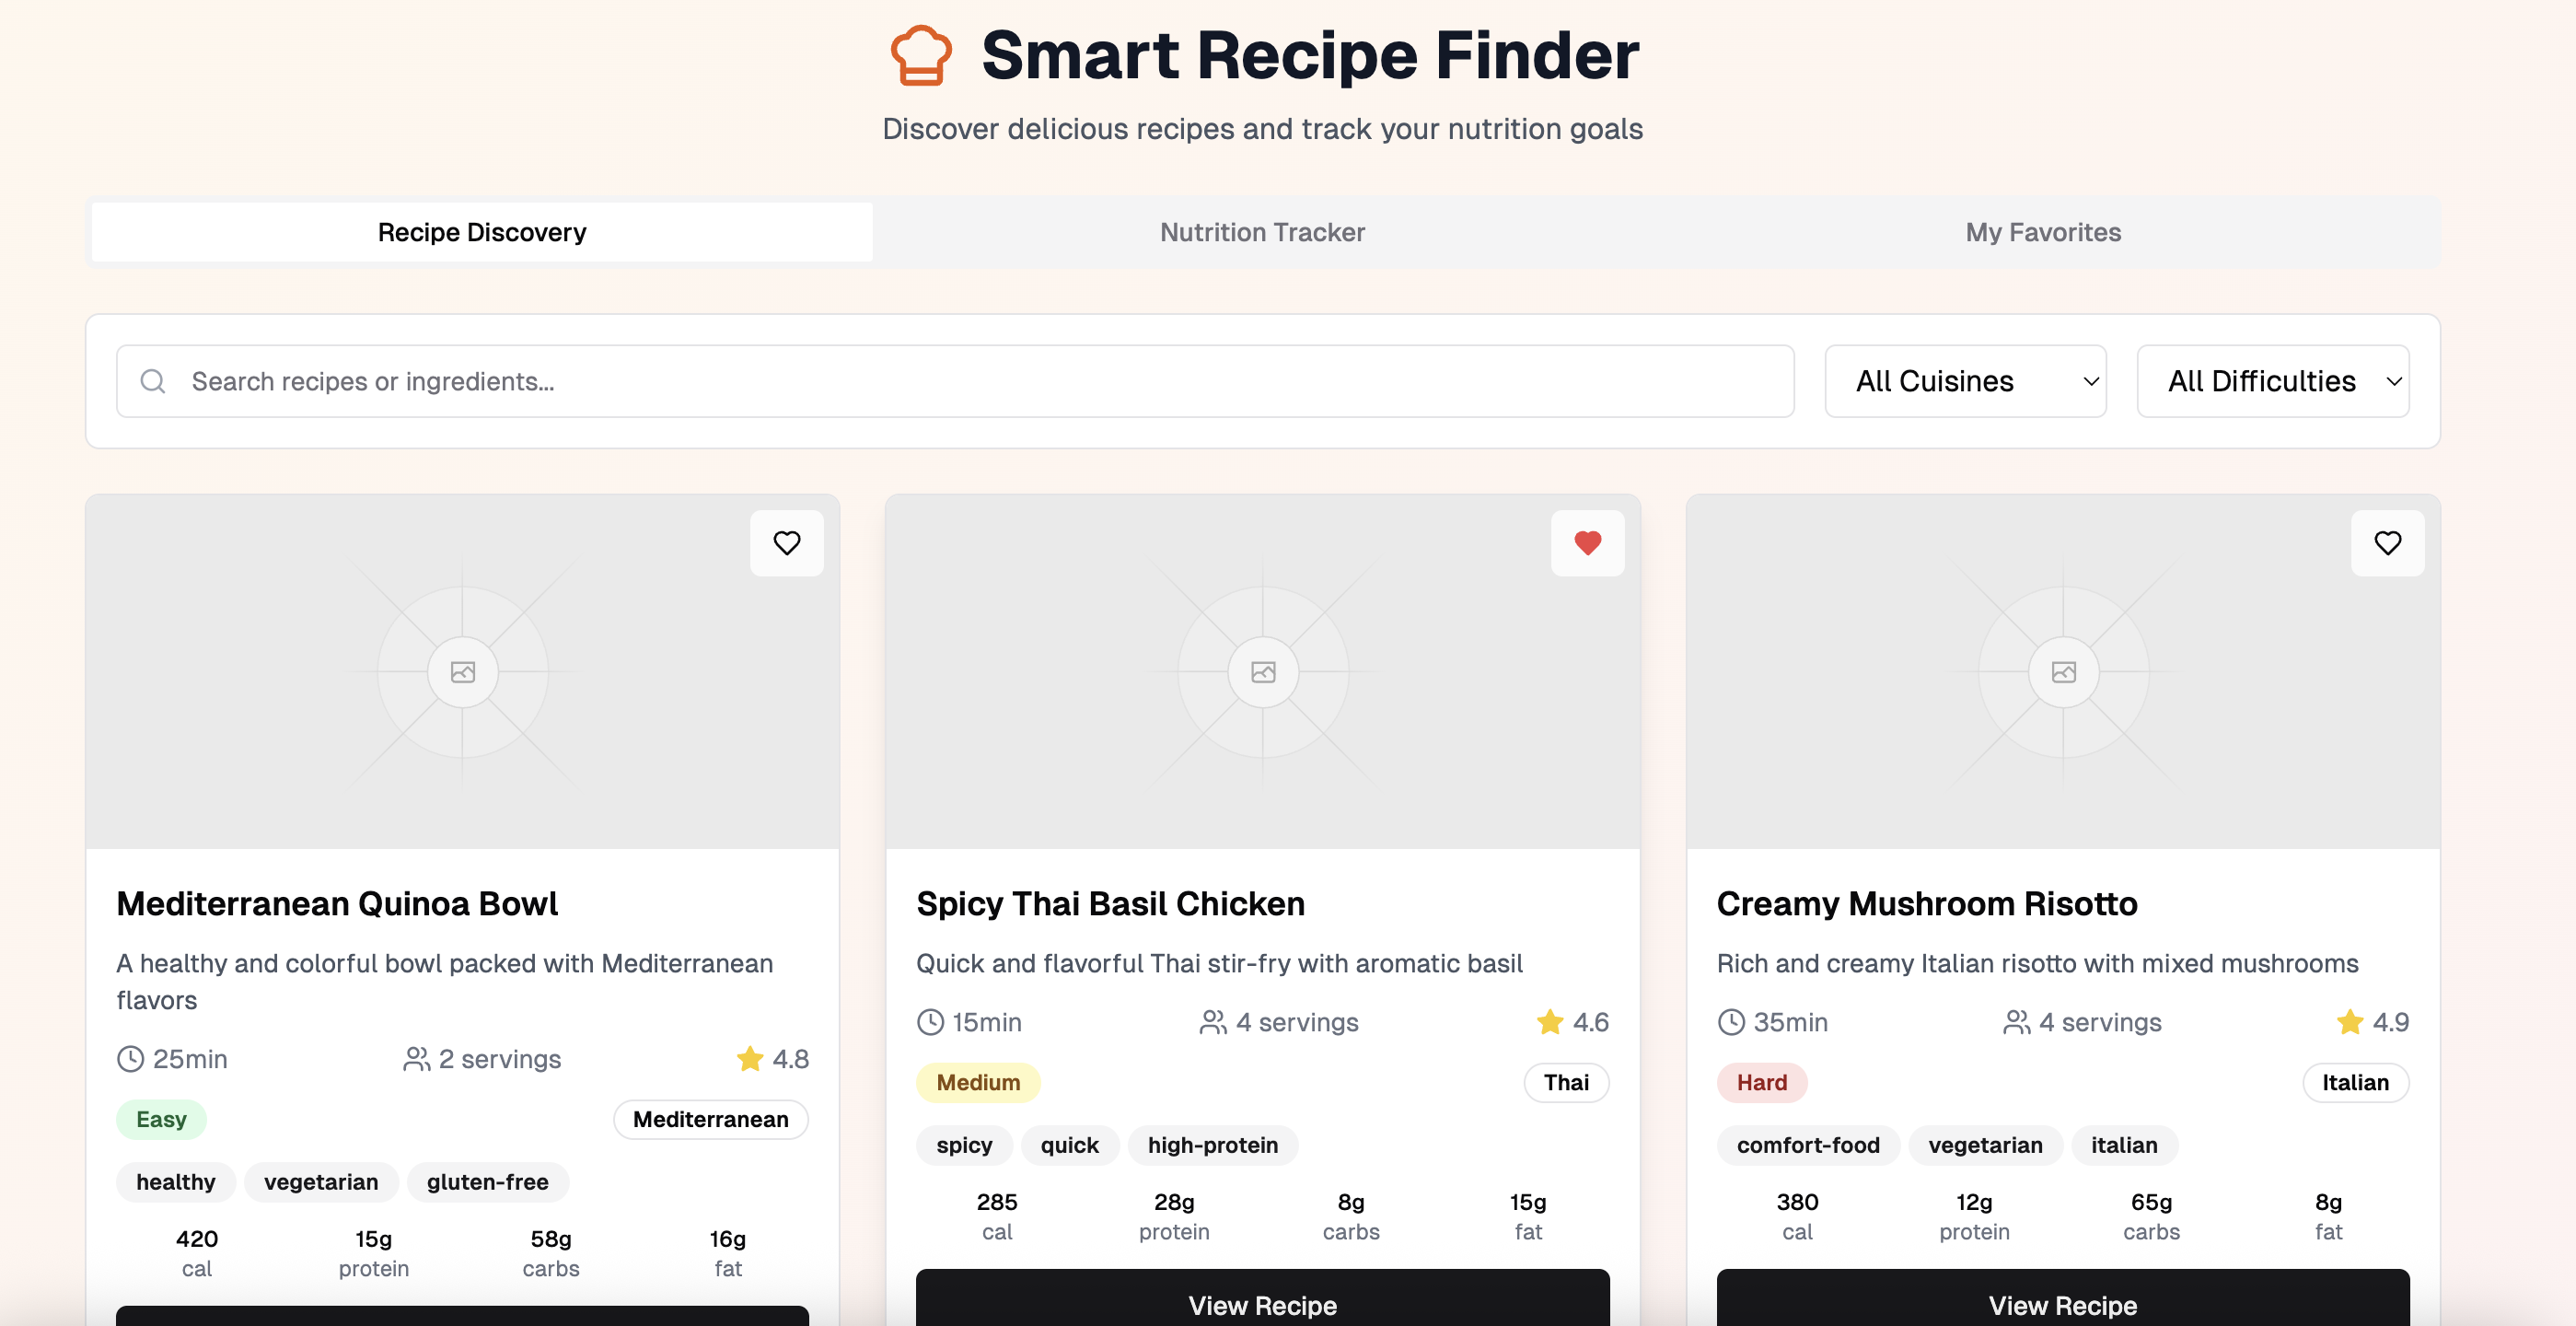 Smart Recipe Finder
Discover delicious recipes and track your nutrition goals
Recipe Discovery
Nutrition Tracker
My Favorites
Search recipes or ingredients...
All Cuisines
All Difficulties
Mediterranean Quinoa Bowl
A healthy and colorful bowl packed with Mediterranean
flavors
25min
2 servings
4.8
Easy
Mediterranean
healthy
vegetarian
gluten-free
420
cal
15g
protein
58g
carbs
16g
fat
Spicy Thai Basil Chicken
Quick and flavorful Thai stir-fry with aromatic basil
15min
4 servings
4.6
Medium
Thai
spicy
quick
high-protein
285
cal
28g
protein
8g
carbs
15g
fat
View Recipe
Creamy Mushroom Risotto
Rich and creamy Italian risotto with mixed mushrooms
35min
4 servings
4.9
Hard
Italian
comfort-food
vegetarian
italian
380
cal
12g
protein
65g
carbs
8g
fat
View Recipe